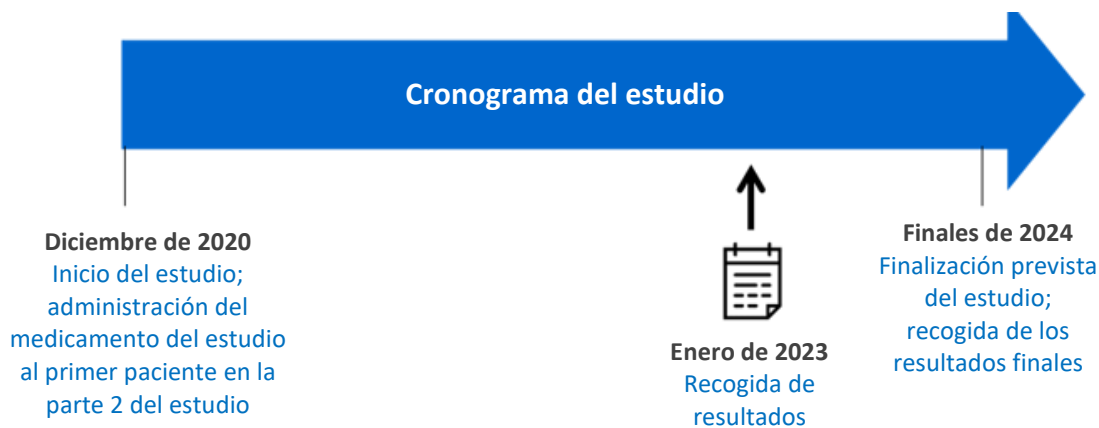 Cronograma del estudio
Diciembre de 2020
Inicio del estudio;
administración del
medicamento del estudio
al primer paciente en la
parte 2 del estudio
Enero de 2023
Recogida de
resultados
Finales de 2024
Finalización prevista
del estudio;
recogida de los
resultados finales